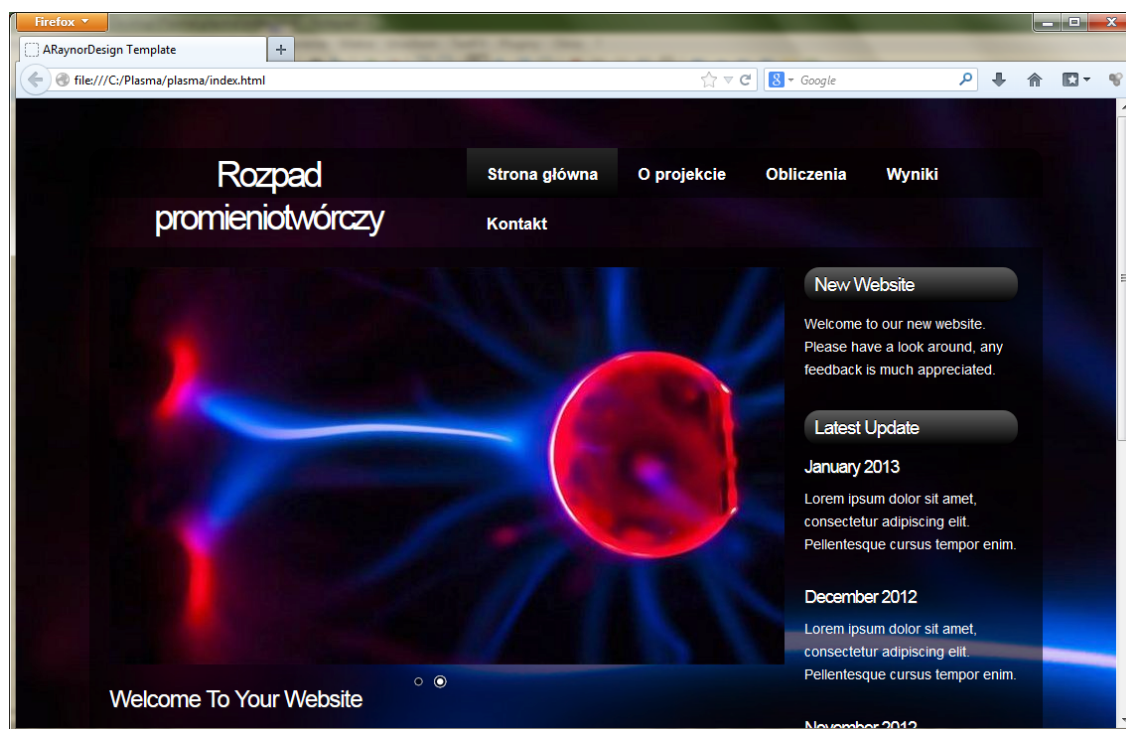 Firefox
ARaynorDesign Template
file:///C:/Plasma/plasma/index.html
Google
Rozpad
promieniotwórczy
Strona główna O projekcie Obliczenia Wyniki
Kontakt
New Website
Welcome to our new website.
Please have a look around, any
feedback is much appreciated.
Latest Update
January 2013
Lorem ipsum dolor sit amet,
consectetur adipiscing elit.
Pellentesque cursus tempor enim.
December 2012
Lorem ipsum dolor sit amet,
consectetur adipiscing elit.
Pellentesque cursus tempor enim.
November 2012
Welcome To Your Website